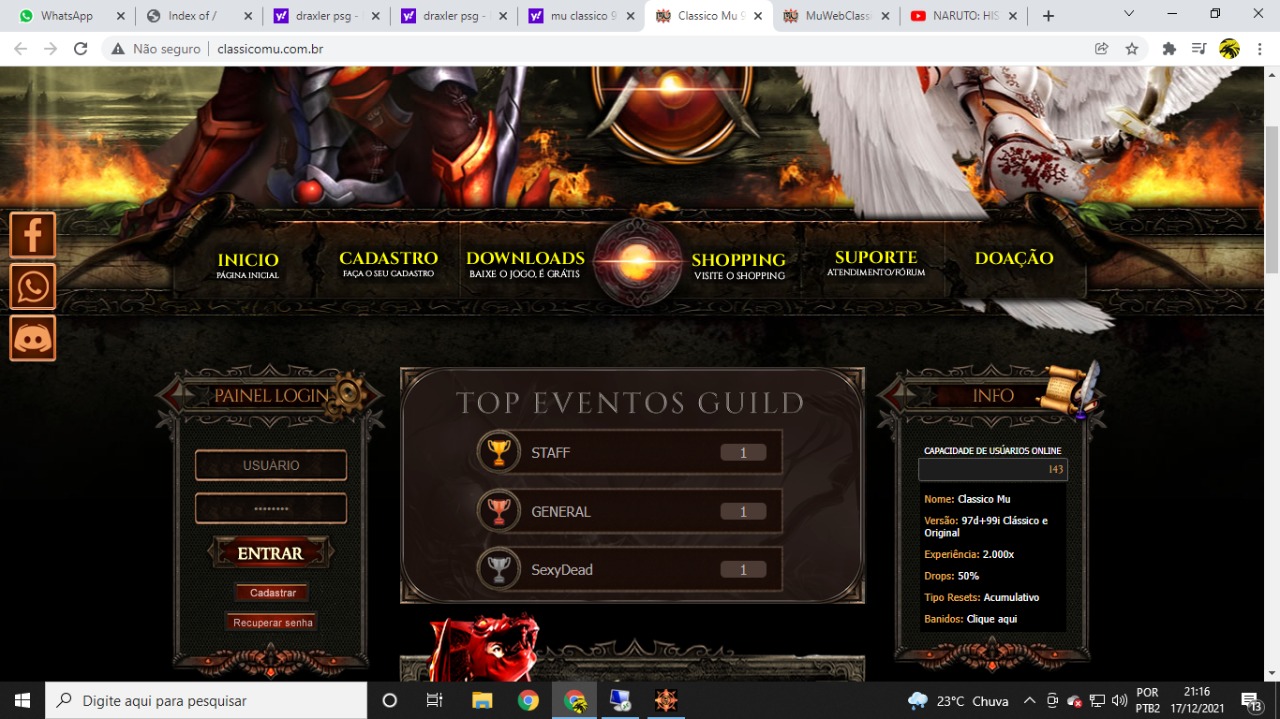 WhatsApp
Index of /
draxler psg -
draxler psg -
mu classico 9
Classico Mu 9
MuWebClass
NARUTO: HIS
Não seguro
classicomu.com.br
INICIO
PÁGINA INICIAL
CADASTRO
FAÇA O SEU CADASTRO
DOWNLOADS
BAIXE O JOGO, É GRÁTIS
SHOPPING
VISITE O SHOPPING
SUPORTE
ATENDIMENTO/FÓRUM
DOAÇÃO
PAINEL LOGIN
USUÁRIO
ENTRAR
Cadastrar
Recuperar senha
TOP EVENTOS GUILD
STAFF 1
GENERAL 1
SexyDead 1
INFO
CAPACIDADE DE USÚARIOS ONLINE
143
Nome: Classico Mu
Versão: 97d+99i Clássico e
Original
Experiência: 2.000x
Drops: 50%
Tipo Resets: Acumulativo
Banidos: Clique aqui
Digite aqui para pesquisar
23°C Chuva
POR
PTB2
21:16
17/12/2021
13